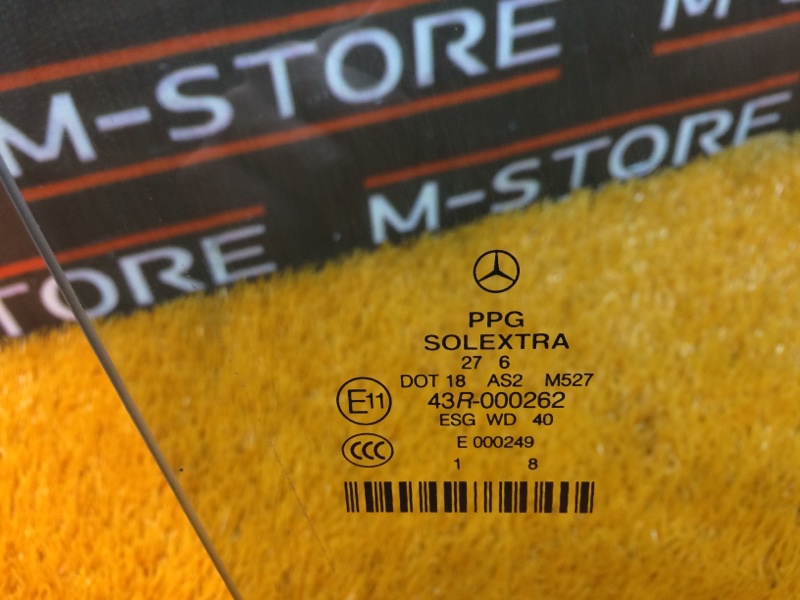 M-STORE
M-STORE
TORE
PPG
SOLEXTRA
27 6
DOT 18 AS2 M527
E11 43R-000262
ESG WD 40
CCC E 000249
1 8